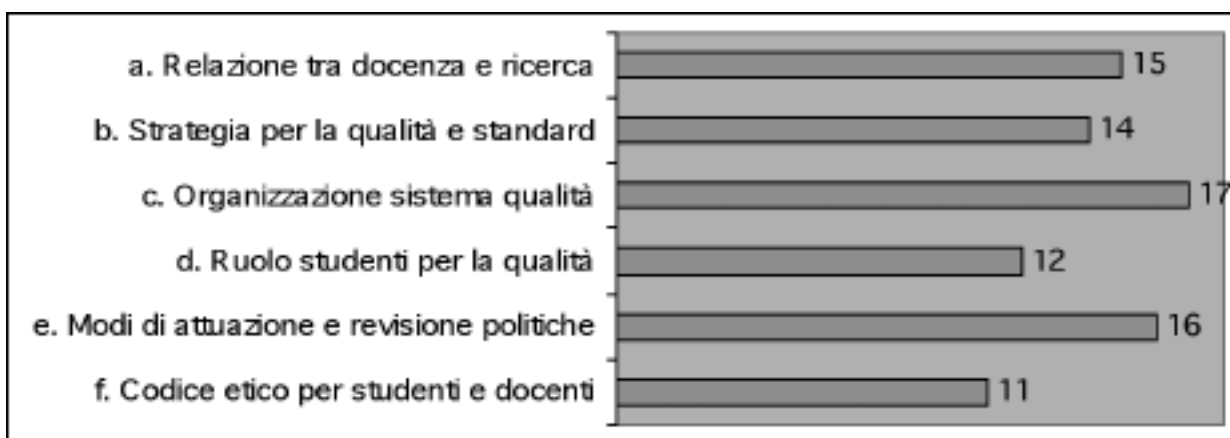 a. Relazione tra docenza e ricerca 15
b. Strategia per la qualità e standard 14
c. Organizzazione sistema qualità 17
d. Ruolo studenti per la qualità 12
e. Modi di attuazione e revisione politiche 16
f. Codice etico per studenti e docenti 11